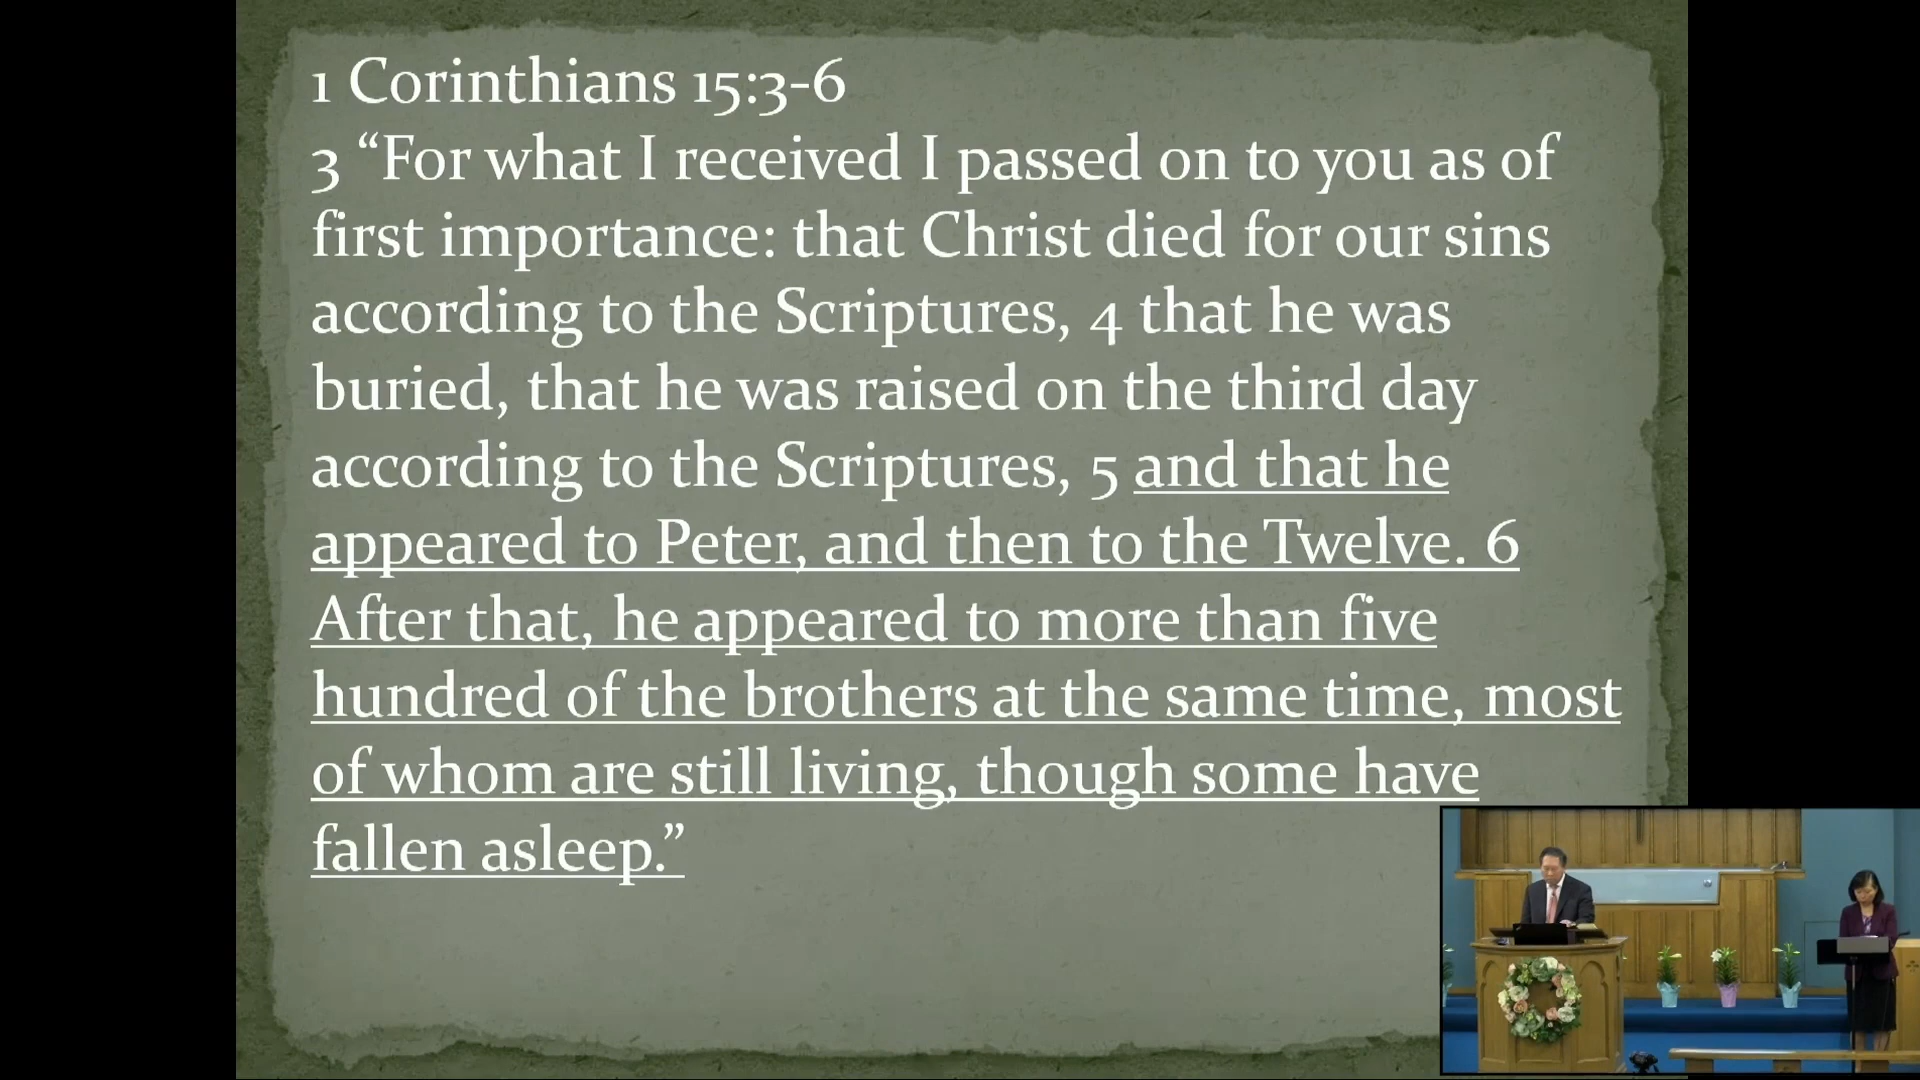 1 Corinthians 15:3-6
3 “For what I received I passed on to you as of
first importance: that Christ died for our sins
according to the Scriptures, 4 that he was
buried, that he was raised on the third day
according to the Scriptures, 5 and that he
appeared to Peter, and then to the Twelve. 6
After that, he appeared to more than five
hundred of the brothers at the same time, most
of whom are still living, though some have
fallen asleep.”